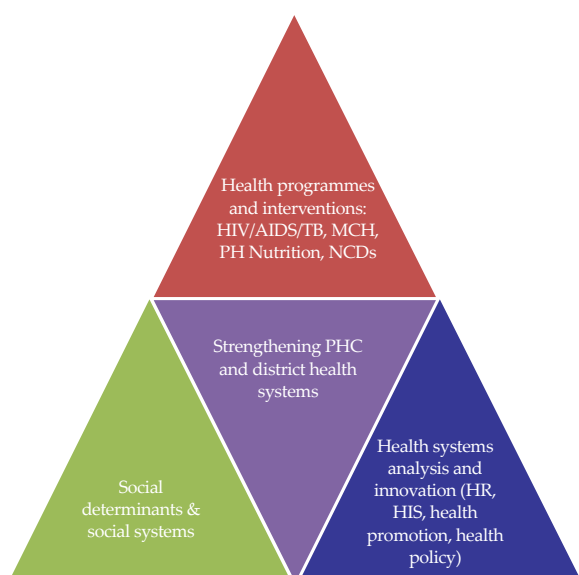 Health programmes
and interventions:
HIV/AIDS/TB, MCH,
PH Nutrition, NCDs
Strengthening PHC
and district health
systems
Social
determinants &
social systems
Health systems
analysis and
innovation (HR,
HIS, health
promotion, health
policy)